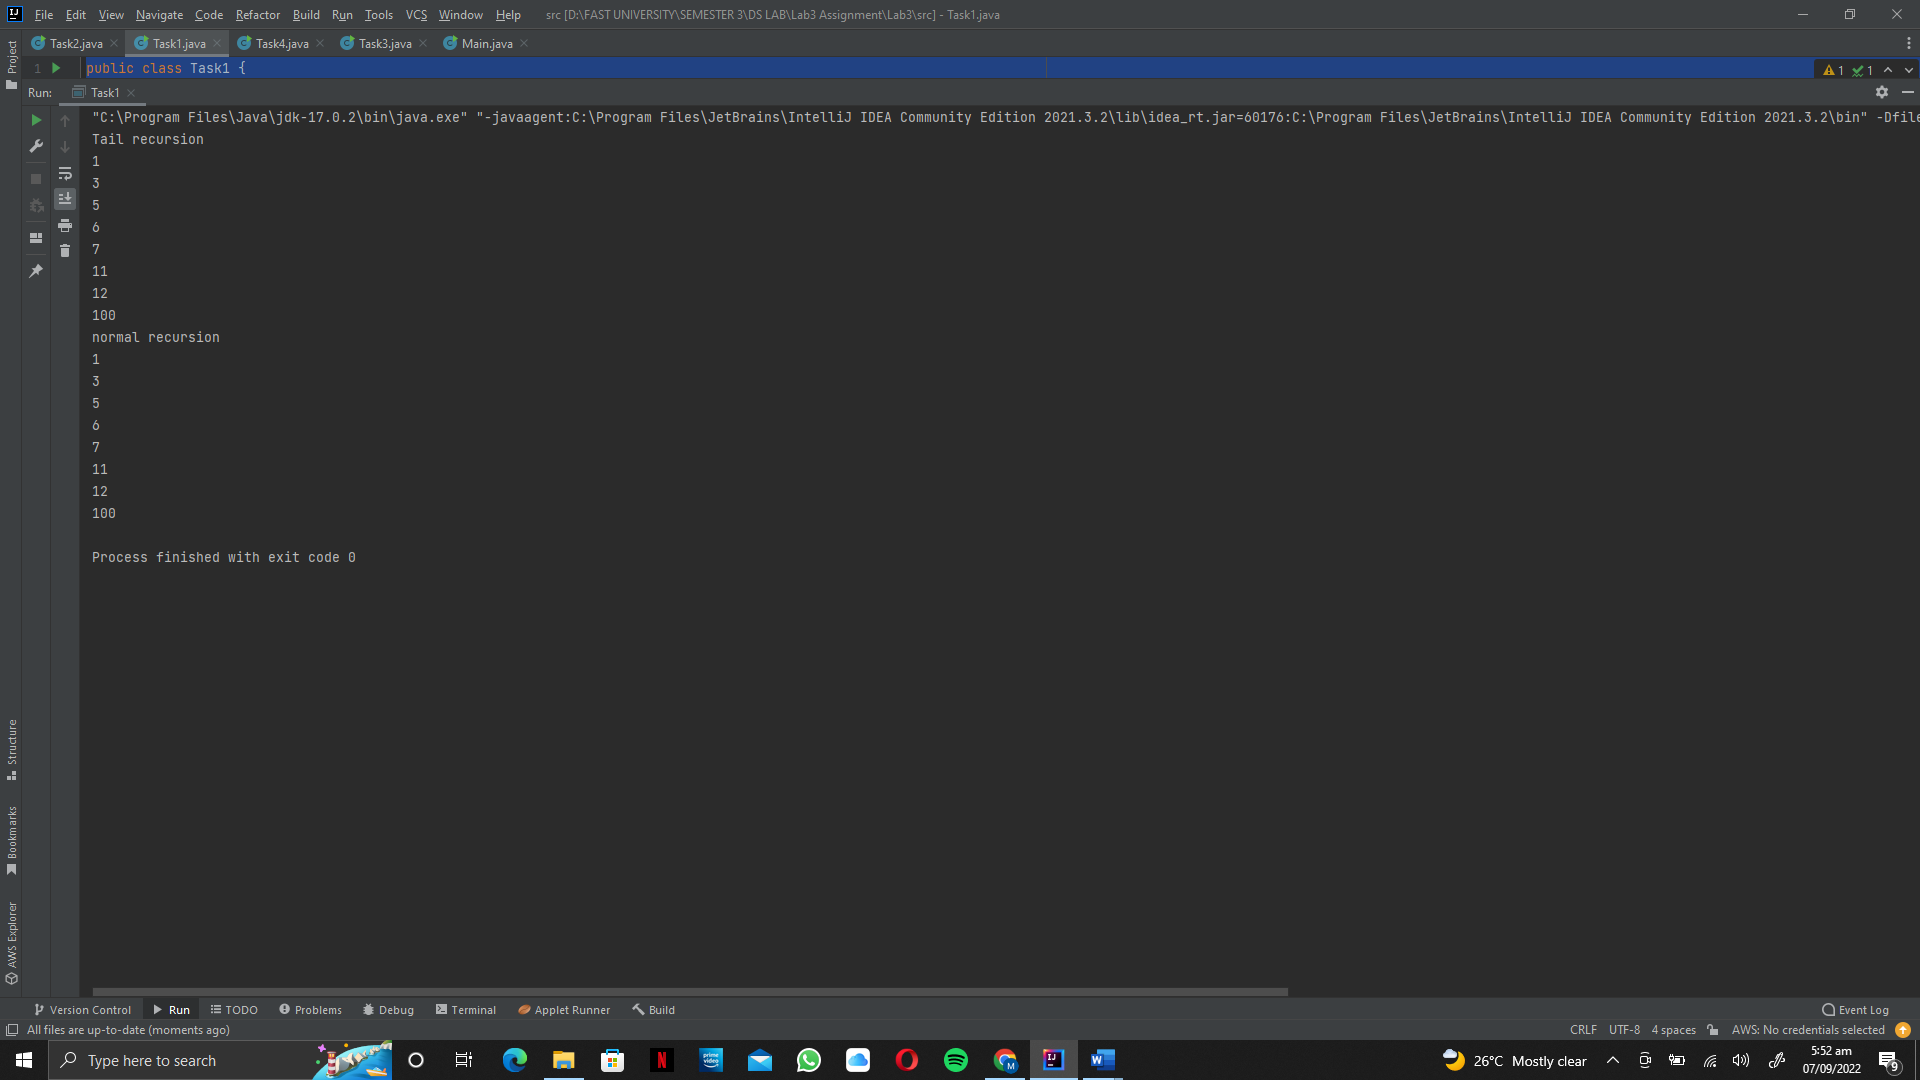 File Edit View Navigate Code Refactor Build Run Tools VCS Window Help src [D:\FAST UNIVERSITY\SEMESTER 3\DS LAB\Lab3 Assignment\Lab3\src] - Task1.java
Task2.java Task1.java Task4.java Task3.java Main.java
1 public class Task1 { 1 1
Project
Run: Task1
"C:\Program Files\Java\jdk-17.0.2\bin\java.exe" "-javaagent:C:\Program Files\JetBrains\IntelliJ IDEA Community Edition 2021.3.2\lib\idea_rt.jar=60176:C:\Program Files\JetBrains\IntelliJ IDEA Community Edition 2021.3.2\bin" -Dfile
Tail recursion
1
3
5
6
7
11
12
100
normal recursion
1
3
5
6
7
11
12
100
Process finished with exit code 0
Structure
Bookmarks
AWS Explorer
Version Control Run TODO Problems Debug Terminal Applet Runner Build Event Log
All files are up-to-date (moments ago) CRLF UTF-8 4 spaces AWS: No credentials selected
Type here to search prime video 26°C Mostly clear 5:52 am
07/09/2022 9